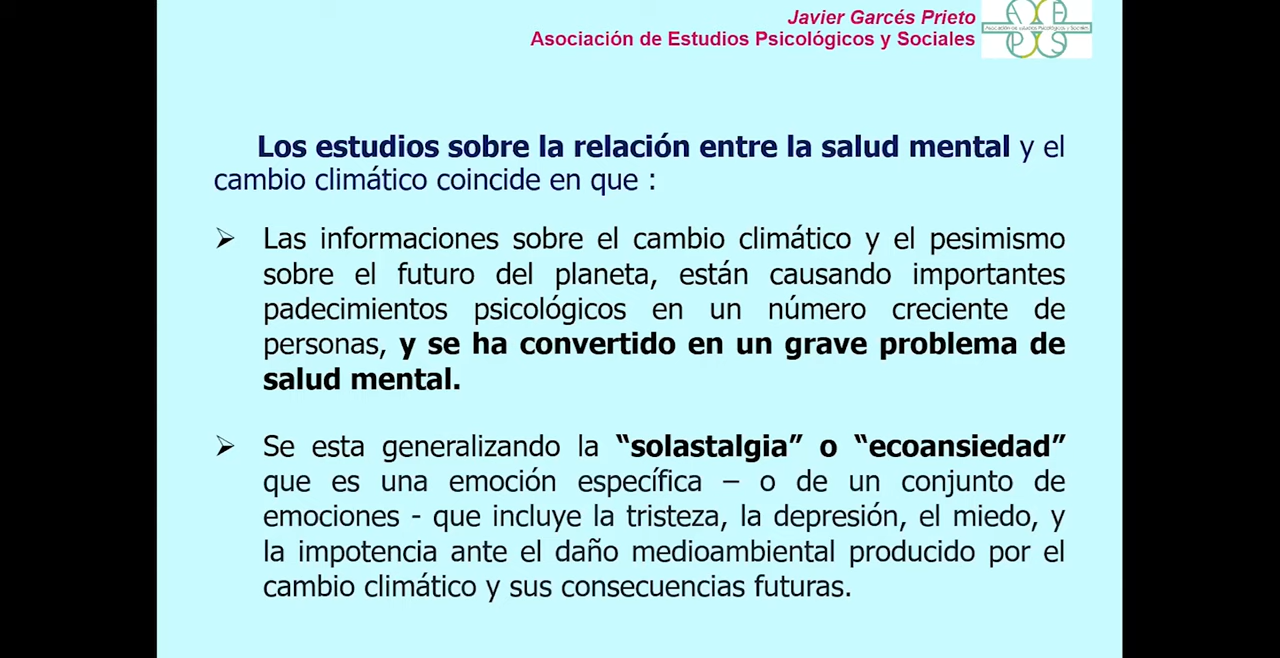 Javier Garcés Prieto
Asociación de Estudios Psicológicos y Sociales
Los estudios sobre la relación entre la salud mental y el
cambio climático coincide en que :
Las informaciones sobre el cambio climático y el pesimismo
sobre el futuro del planeta, están causando importantes
padecimientos psicológicos en un número creciente de
personas, y se ha convertido en un grave problema de
salud mental.
Se esta generalizando la “solastalgia” o “ecoansiedad”
que es una emoción específica – o de un conjunto de
emociones - que incluye la tristeza, la depresión, el miedo, y
la impotencia ante el daño medioambiental producido por el
cambio climático y sus consecuencias futuras.